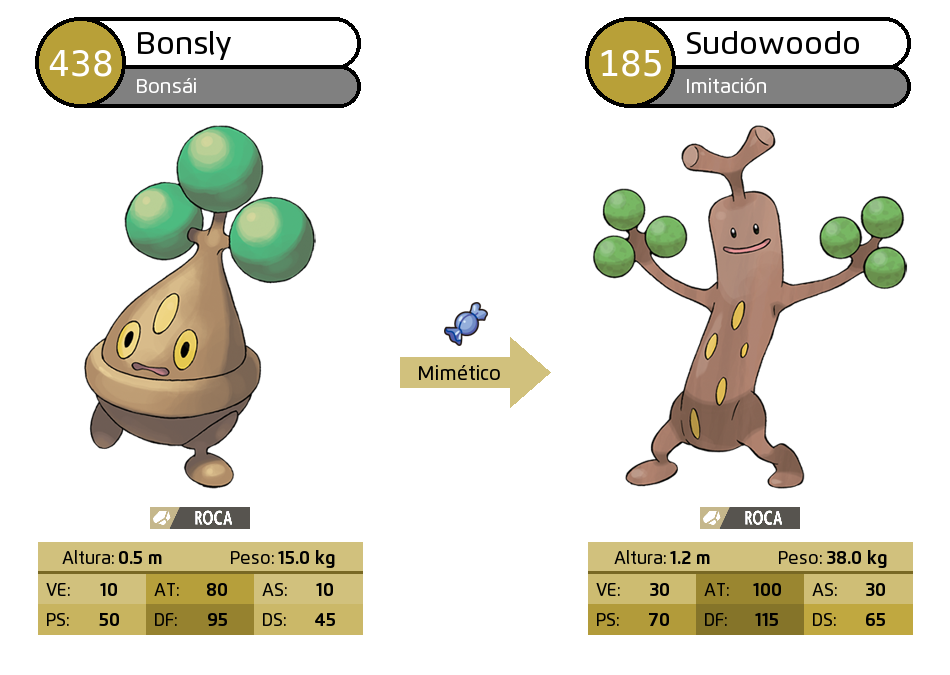 438
Bonsly
Bonsái
185
Sudowoodo
Imitación
Mimético
ROCA
Altura: 0.5 m Peso: 15.0 kg
VE: 10 AT: 80 AS: 10
PS: 50 DF: 95 DS: 45
ROCA
Altura: 1.2 m Peso: 38.0 kg
VE: 30 AT: 100 AS: 30
PS: 70 DF: 115 DS: 65